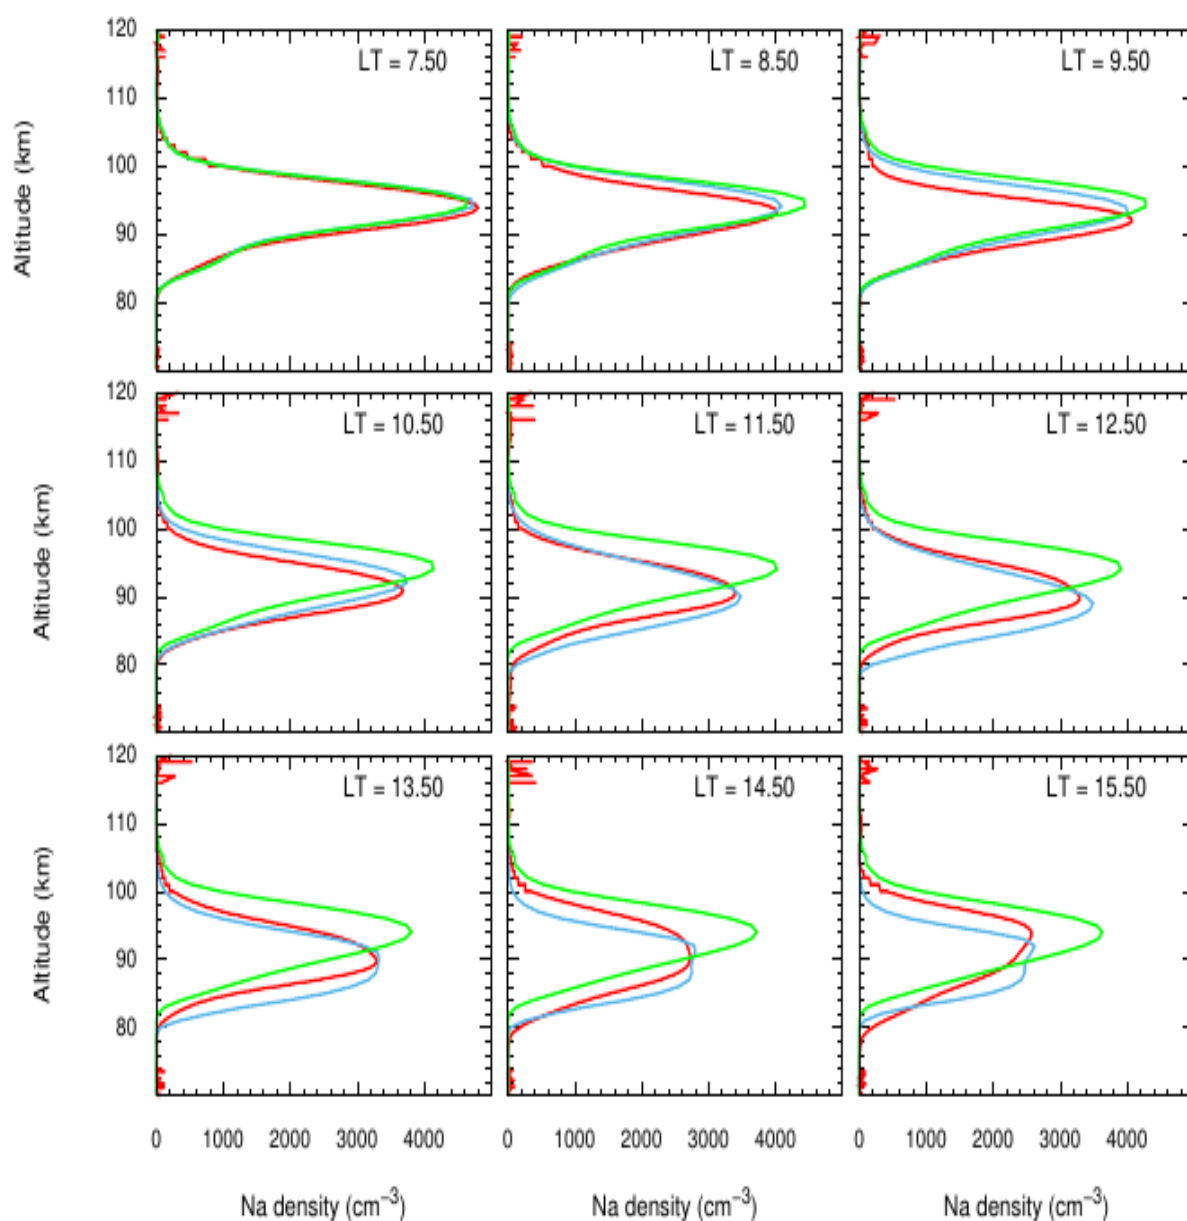 120
110
100
90
80
Altitude (km)
LT = 7.50
LT = 8.50
LT = 9.50
120
110
100
90
80
Altitude (km)
LT = 10.50
LT = 11.50
LT = 12.50
120
110
100
90
80
Altitude (km)
LT = 13.50
LT = 14.50
LT = 15.50
0 1000 2000 3000 4000
0 1000 2000 3000 4000
0 1000 2000 3000 4000
Na density (cm⁻³)
Na density (cm⁻³)
Na density (cm⁻³)